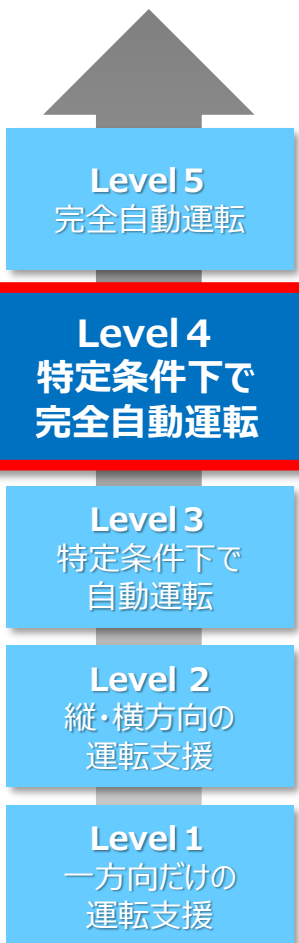 Level 5
完全自動運転
Level 4
特定条件下で
完全自動運転
Level 3
特定条件下で
自動運転
Level 2
縦・横方向の
運転支援
Level 1
一方向だけの
運転支援